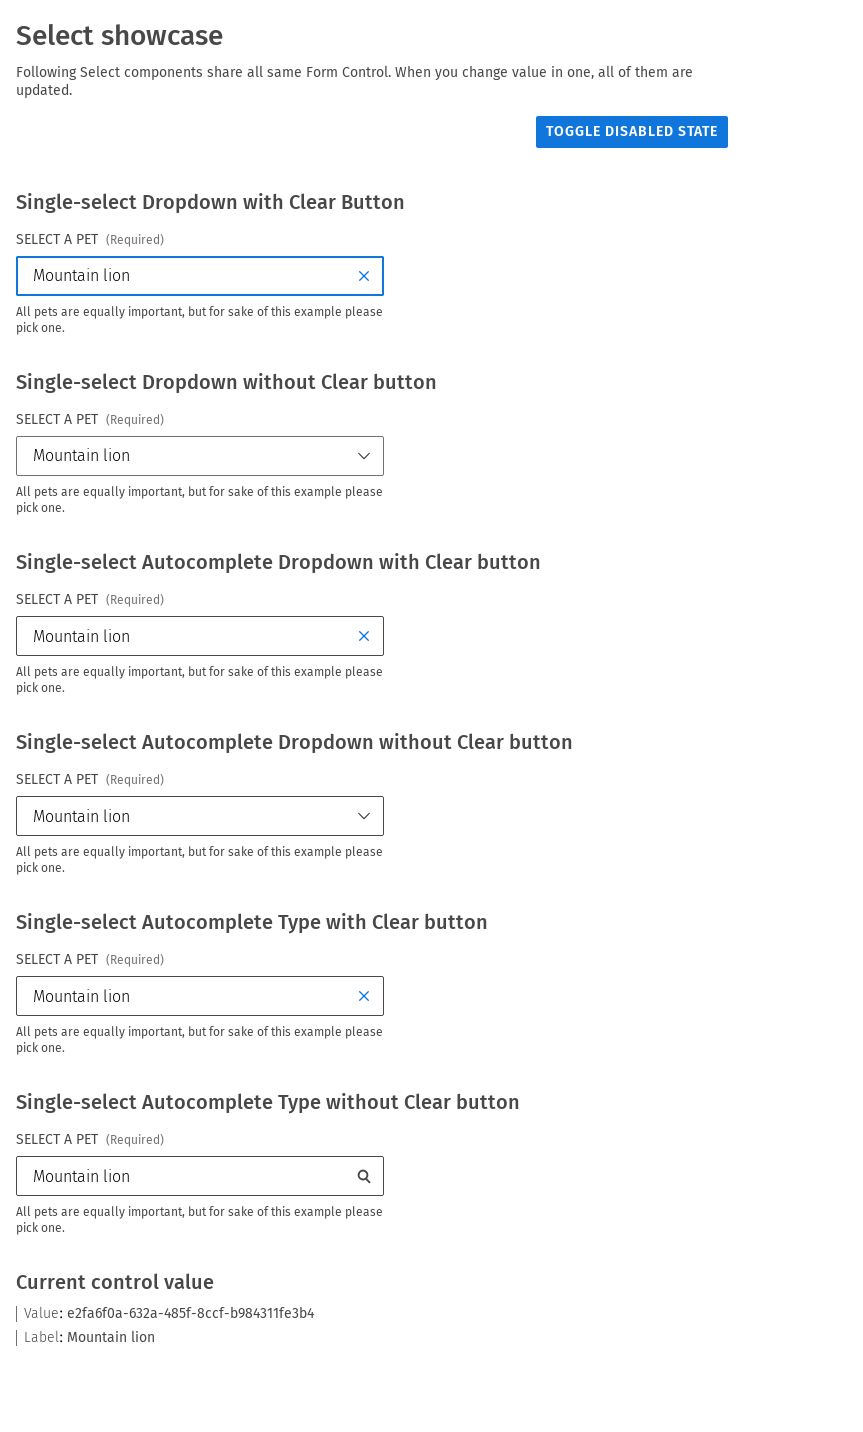 Select showcase
Following Select components share all same Form Control. When you change value in one, all of them are
updated.
TOGGLE DISABLED STATE
Single-select Dropdown with Clear Button
SELECT A PET (Required)
Mountain lion
All pets are equally important, but for sake of this example please
pick one.
Single-select Dropdown without Clear button
SELECT A PET (Required)
Mountain lion
All pets are equally important, but for sake of this example please
pick one.
Single-select Autocomplete Dropdown with Clear button
SELECT A PET (Required)
Mountain lion
All pets are equally important, but for sake of this example please
pick one.
Single-select Autocomplete Dropdown without Clear button
SELECT A PET (Required)
Mountain lion
All pets are equally important, but for sake of this example please
pick one.
Single-select Autocomplete Type with Clear button
SELECT A PET (Required)
Mountain lion
All pets are equally important, but for sake of this example please
pick one.
Single-select Autocomplete Type without Clear button
SELECT A PET (Required)
Mountain lion
All pets are equally important, but for sake of this example please
pick one.
Current control value
Value: e2fa6f0a-632a-485f-8ccf-b984311fe3b4
Label: Mountain lion